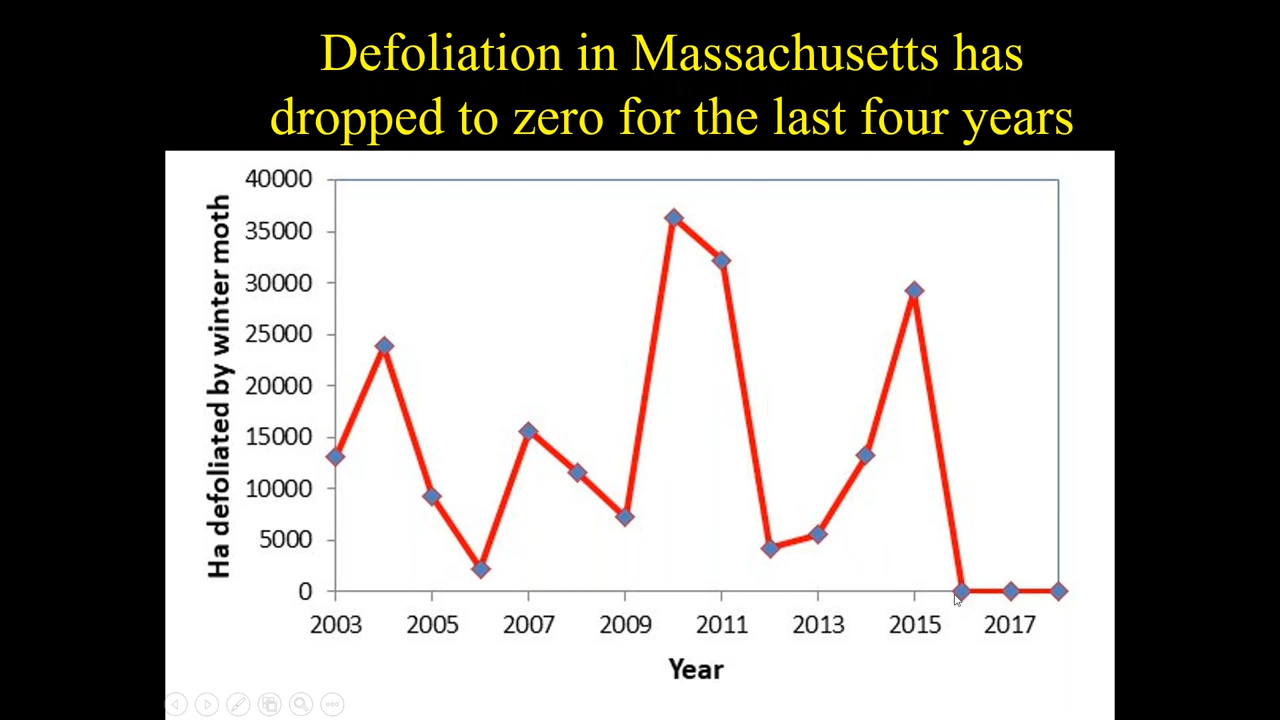 Defoliation in Massachusetts has
dropped to zero for the last four years
Ha defoliated by winter moth
40000
35000
30000
25000
20000
15000
10000
5000
0
2003 2005 2007 2009 2011 2013 2015 2017
Year